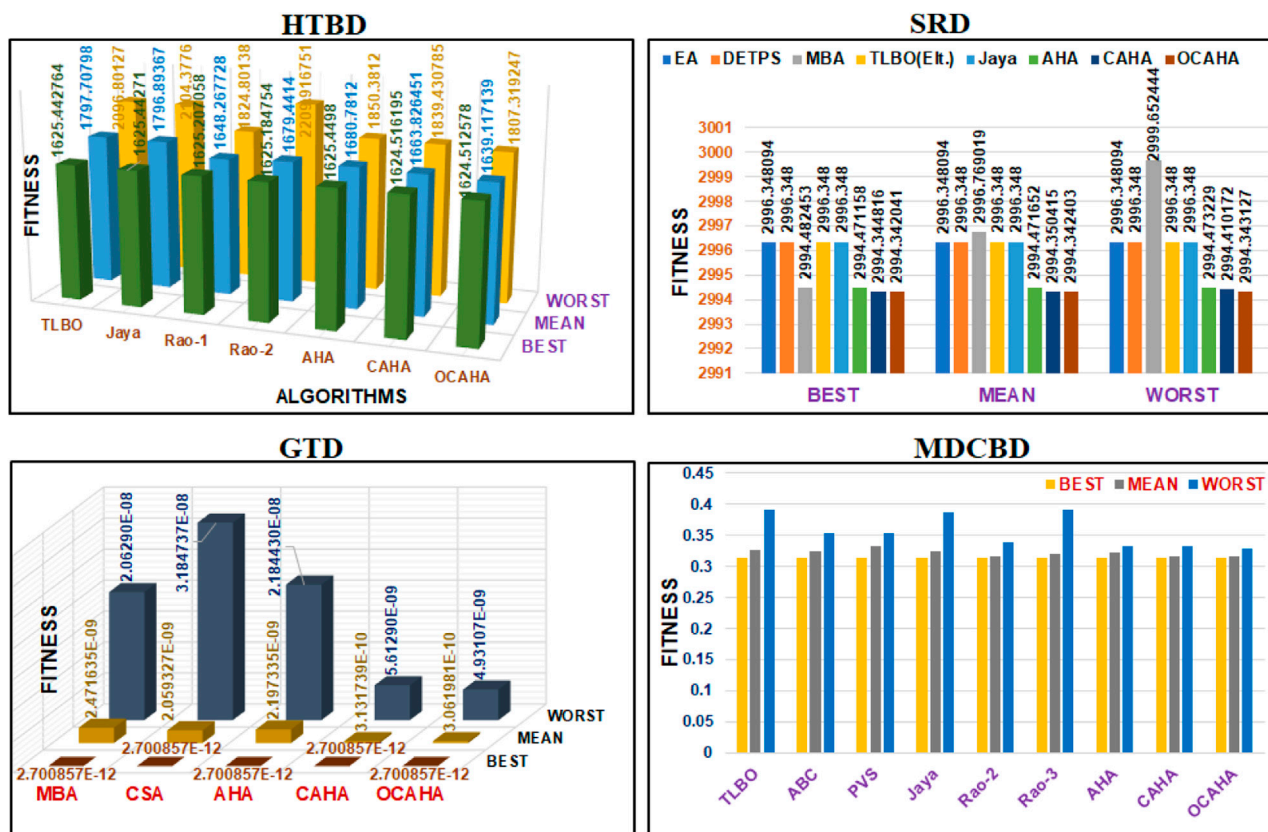 HTBD
FITNESS
1625.442764
1797.70798
2096.80127
1625.44271
1796.89367
2104.3776
1625.207058
1648.267728
1824.80138
1625.184754
1679.4414
2209.916751
1625.4498
1680.7812
1850.3812
1624.516195
1663.826451
1839.430785
1624.512578
1639.117139
1807.319247
TLBO
Jaya
Rao-1
Rao-2
AHA
CAHA
OCAHA
WORST
MEAN
BEST
ALGORITHMS
SRD
EA DETPS MBA TLBO(Elt.) Jaya AHA CAHA OCAHA
FITNESS
3001
3000
2999
2998
2997
2996
2995
2994
2993
2992
2991
2996.348094
2996.348
2994.482453
2996.348
2996.348
2994.471158
2994.344816
2994.342041
2996.348094
2996.348
2996.769019
2996.348
2996.348
2994.471652
2994.350415
2994.342403
2996.348094
2996.348
2999.652444
2996.348
2996.348
2994.473229
2994.410172
2994.343127
BEST MEAN WORST
GTD
FITNESS
2.471635E-09
2.06290E-08
2.059327E-09
3.184737E-08
2.197335E-09
2.184430E-08
3.131739E-10
5.61290E-09
3.061981E-10
4.93107E-09
WORST
MEAN
BEST
2.700857E-12 2.700857E-12
2.700857E-12 2.700857E-12 2.700857E-12
MBA CSA AHA CAHA OCAHA
MDCBD
BEST MEAN WORST
FITNESS
0.45
0.4
0.35
0.3
0.25
0.2
0.15
0.1
0.05
0
TLBO
ABC
PVS
Jaya
Rao-2
Rao-3
AHA
CAHA
OCAHA